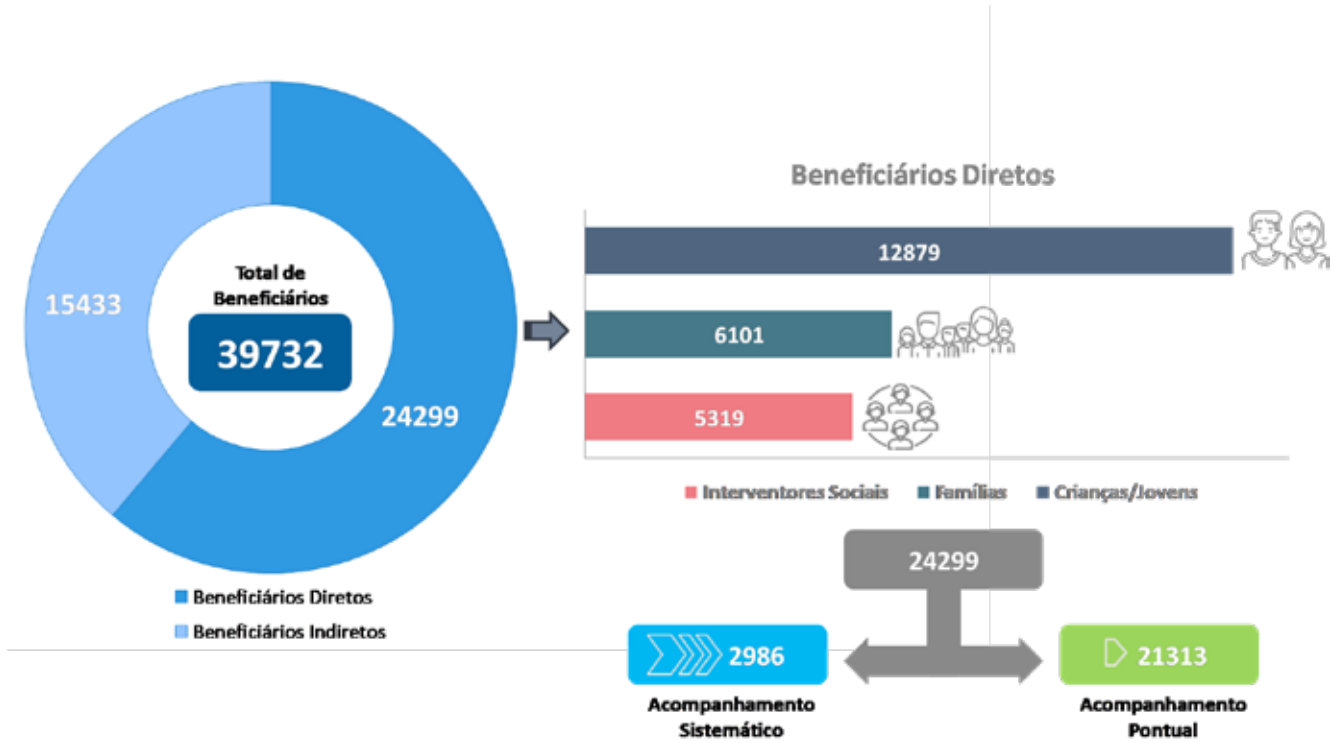 Total de
Beneficiários
39732
15433
24299
Beneficiários Diretos
Beneficiários Indiretos
Beneficiários Diretos
12879
6101
5319
Interventores Sociais
Famílias
Crianças/Jovens
24299
2986
Acompanhamento
Sistemático
21313
Acompanhamento
Pontual